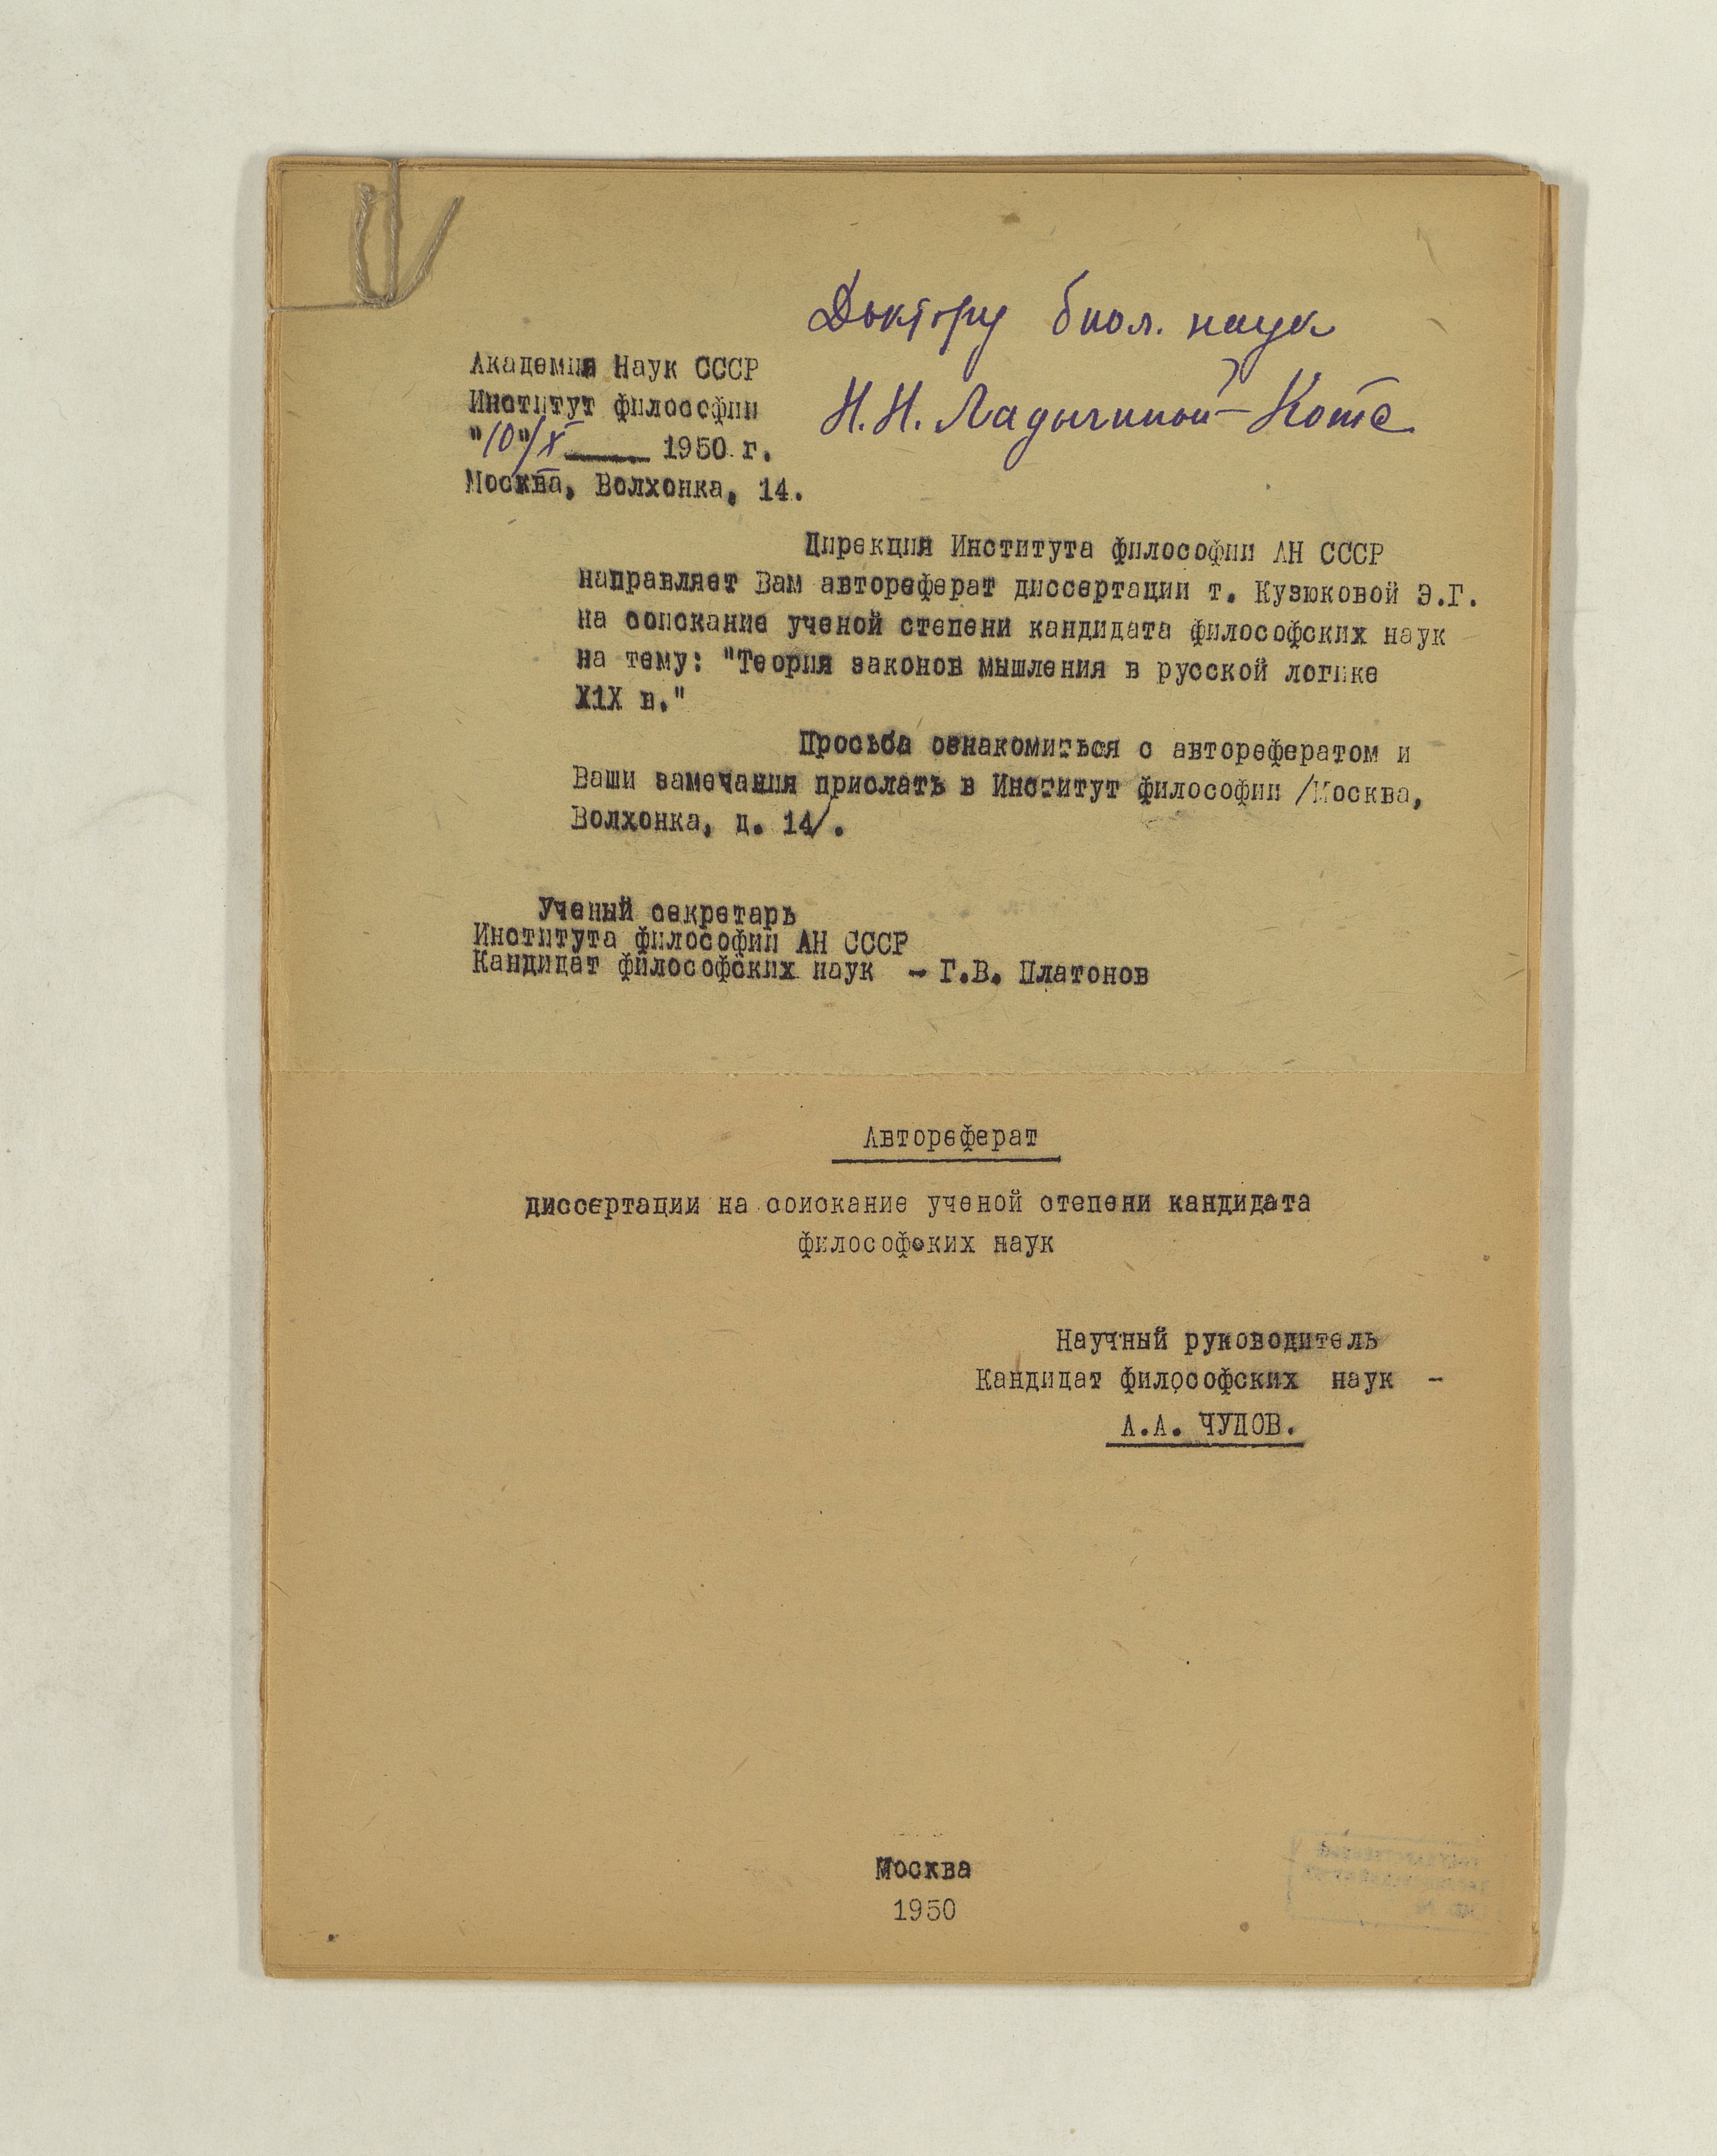 Доктору биол. наук
Н.Н. Ладычиной-Котс
Академия Наук СССР
Институт философии
"10"/X 1950 г.
Москва, Волхонка, 14.
Дирекция Института философии АН СССР
направляет Вам автореферат диссертации т. Кузюковой Э.Г.
на соискание ученой степени кандидата философских наук
на тему: "Теория законов мышления в русской логике
X1X в."
Просьба ознакомиться с авторефератом и
Ваши замечания прислать в Институт философии /Москва,
Волхонка, д. 14/.
Ученый секретарь
Института философии АН СССР
Кандидат философских наук - Г.В. Платонов
Автореферат
диссертации на соискание ученой степени кандидата
философских наук
Научный руководитель
Кандидат философских наук -
А.А. ЧУДОВ.
Москва
1950